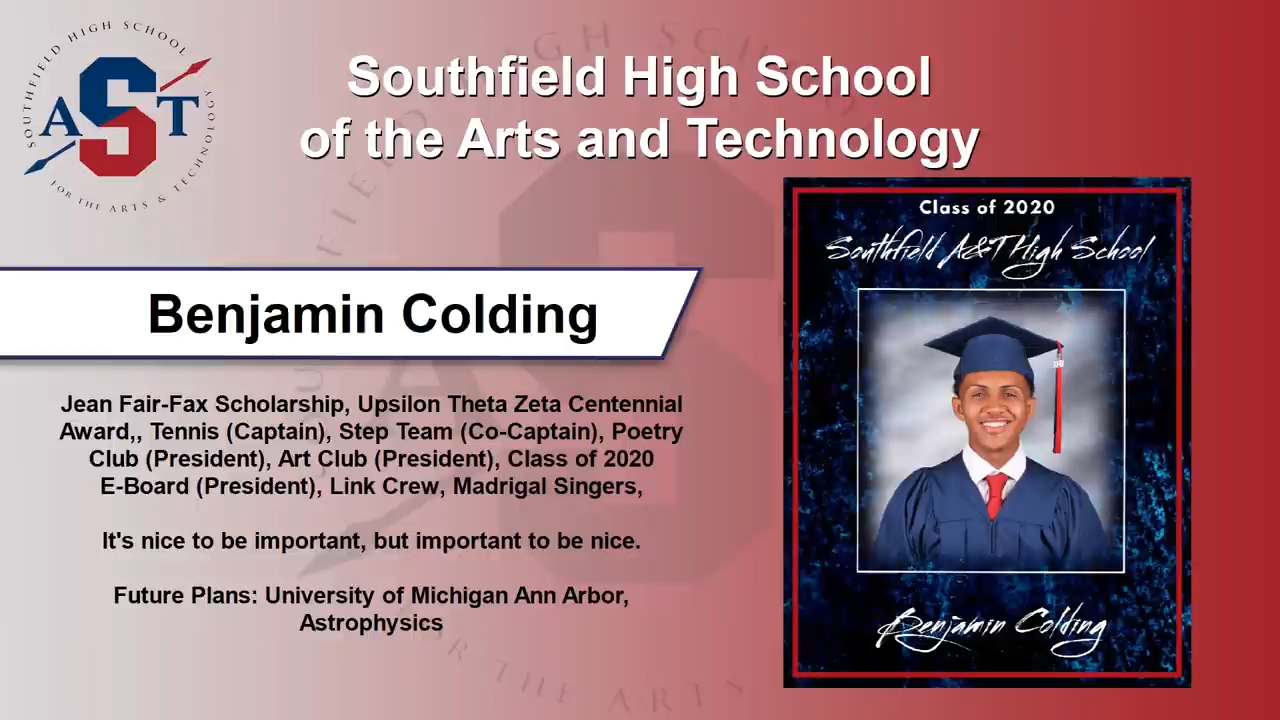 SOUTHFIELD HIGH SCHOOL
AST
FOR THE ARTS & TECHNOLOGY
Southfield High School
of the Arts and Technology
Class of 2020
Southfield A&T High School
Benjamin Colding
Jean Fair-Fax Scholarship, Upsilon Theta Zeta Centennial
Award,, Tennis (Captain), Step Team (Co-Captain), Poetry
Club (President), Art Club (President), Class of 2020
E-Board (President), Link Crew, Madrigal Singers,
It's nice to be important, but important to be nice.
Future Plans: University of Michigan Ann Arbor,
Astrophysics
Benjamin Colding